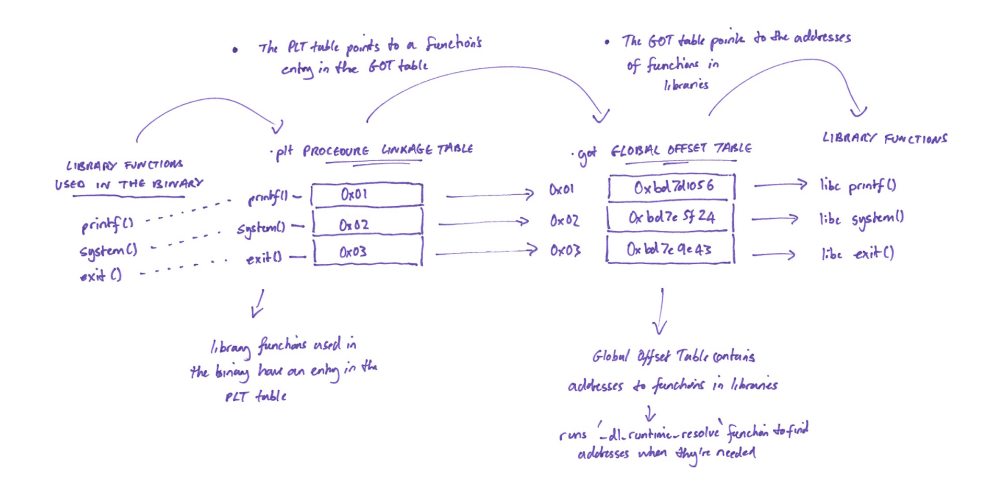 • The PLT table points to a function's
entry in the GOT table
• The GOT table points to the addresses
of functions in
libraries
LIBRARY FUNCTIONS
USED IN THE BINARY
.plt PROCEDURE LINKAGE TABLE
.got GLOBAL OFFSET TABLE
LIBRARY FUNCTIONS
printf()
system()
exit()
printf() 0x01
system() 0x02
exit() 0x03
0x01 0xbd7d1056 libc printf()
0x02 0xbd7e5f24 libc system()
0x03 0xbd7e9e43 libc exit()
library functions used in
the binary have an entry in the
PLT table
Global Offset Table contains
addresses to functions in libraries
runs '_dl_runtime_resolve' function to find
addresses when they're needed